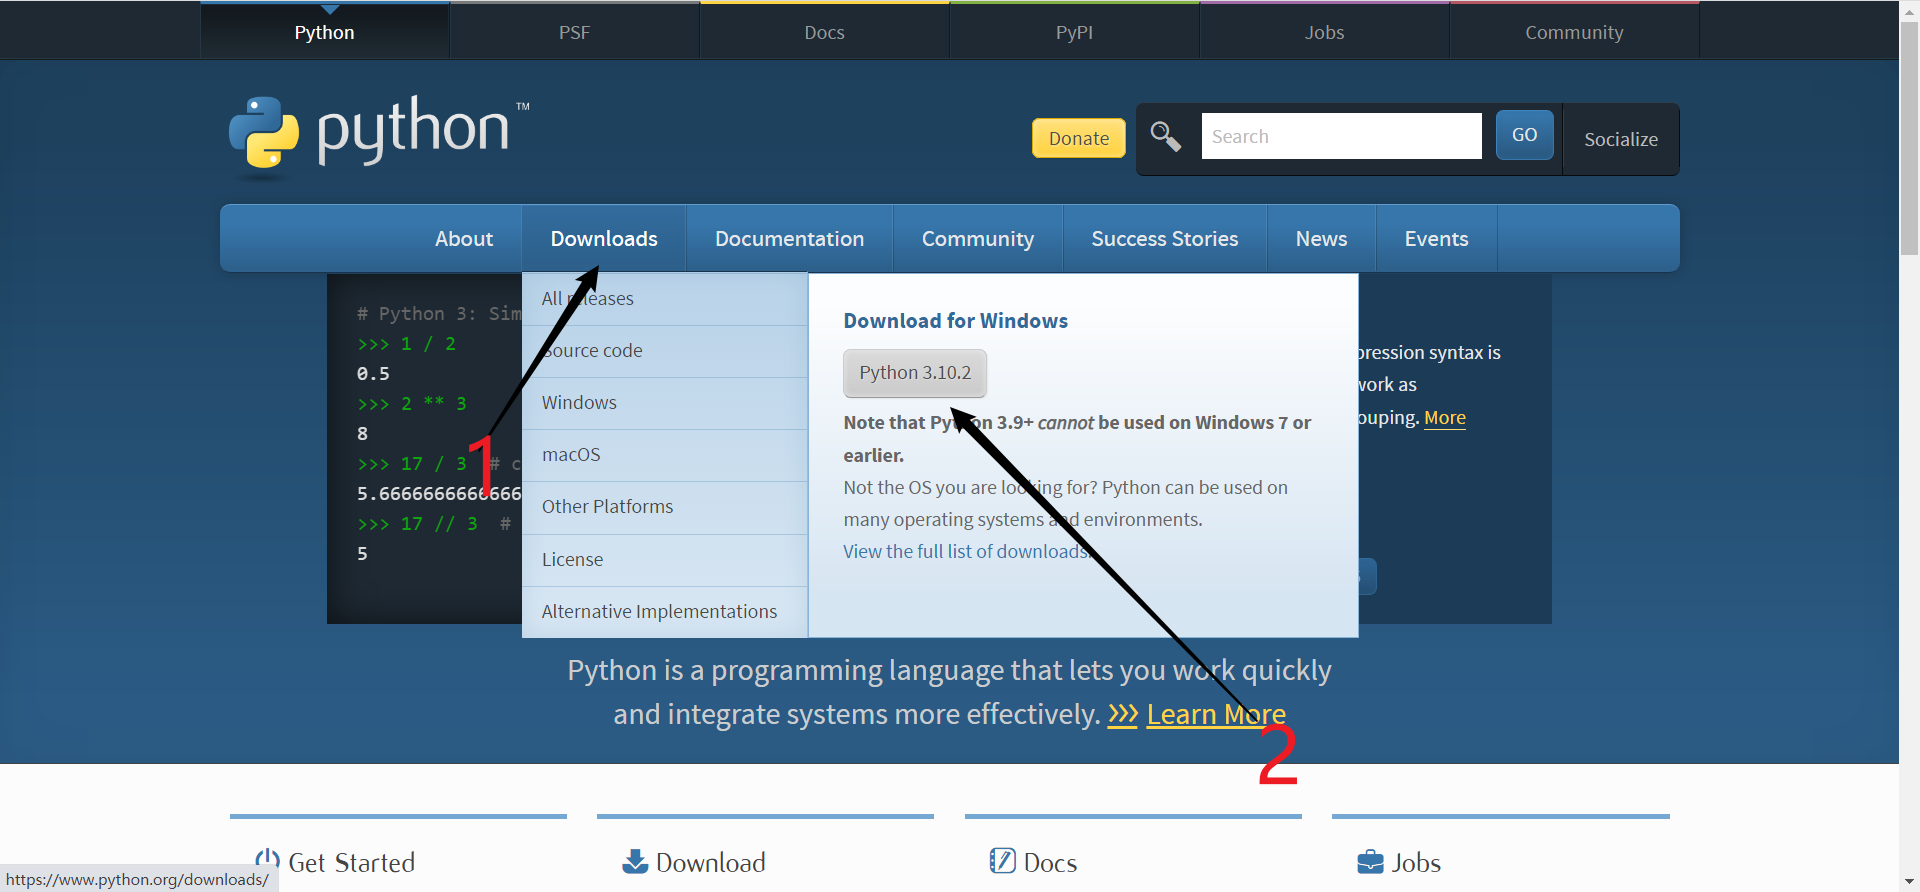 Python
PSF
Docs
PyPI
Jobs
Community
python™
Donate
Search
GO
Socialize
About
Downloads
Documentation
Community
Success Stories
News
Events
# Python 3: Sim
>>> 1 / 2
0.5
>>> 2 ** 3
8
>>> 17 / 3 # c
5.6666666666666
>>> 17 // 3 #
5
All releases
Source code
Windows
macOS
Other Platforms
License
Alternative Implementations
Download for Windows
Python 3.10.2
Note that Python 3.9+ cannot be used on Windows 7 or
earlier.
Not the OS you are looking for? Python can be used on
many operating systems and environments.
View the full list of downloads.
pression syntax is
work as
ouping. More
1
Python is a programming language that lets you work quickly
and integrate systems more effectively. >>> Learn More
2
Get Started
Download
Docs
Jobs
https://www.python.org/downloads/